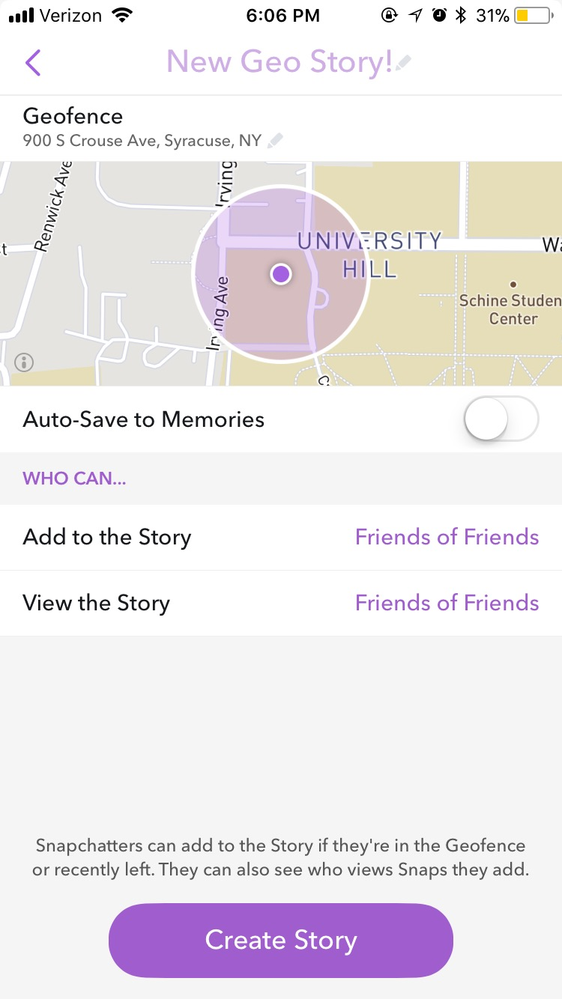 Verizon 6:06 PM 31%
New Geo Story!
Geofence
900 S Crouse Ave, Syracuse, NY
Renwick Ave
Irving
UNIVERSITY
HILL
Wa
t
Irving Ave
Schine Studen
Center
C
Auto-Save to Memories
WHO CAN...
Add to the Story Friends of Friends
View the Story Friends of Friends
Snapchatters can add to the Story if they're in the Geofence
or recently left. They can also see who views Snaps they add.
Create Story